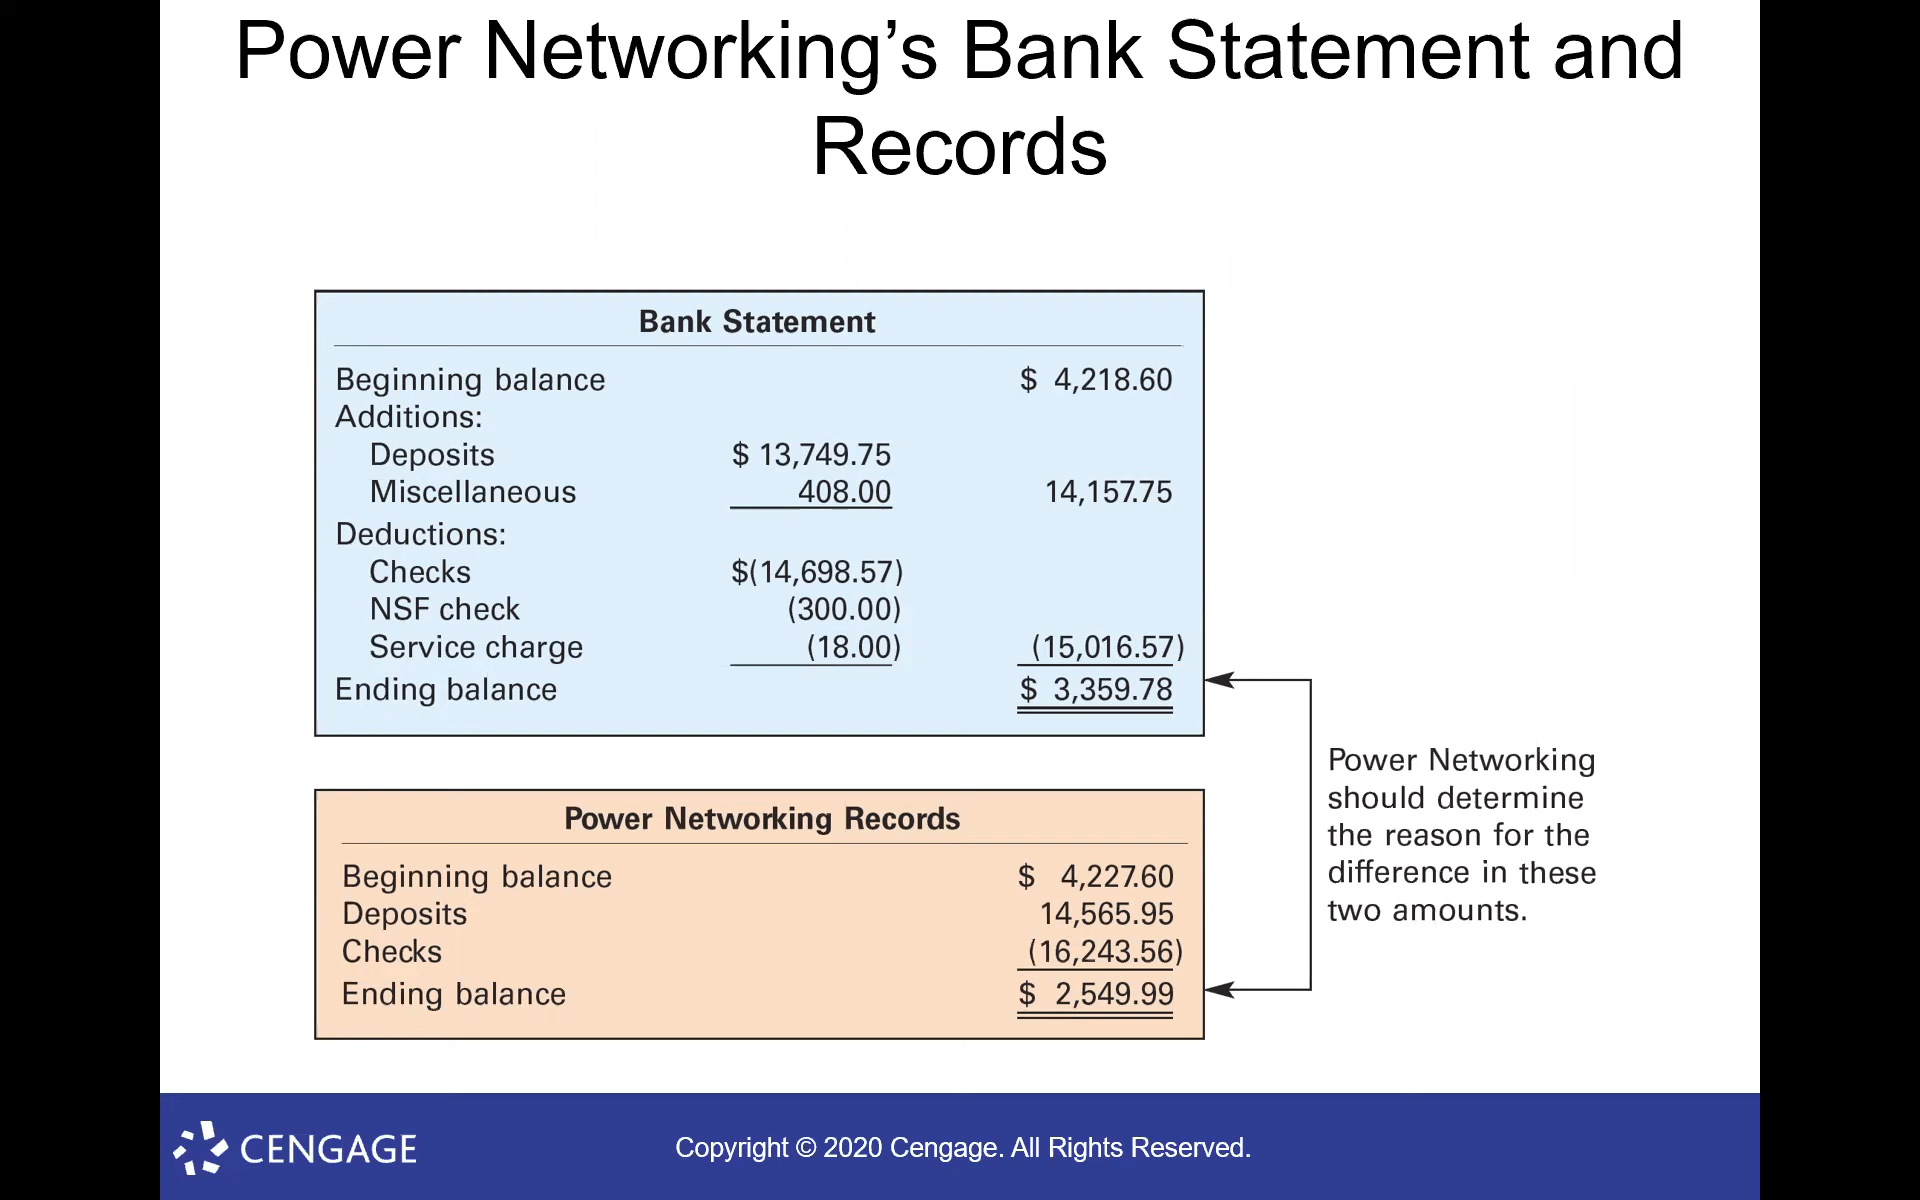 Power Networking’s Bank Statement and
Records
Bank Statement
Beginning balance $ 4,218.60
Additions:
Deposits $ 13,749.75
Miscellaneous 408.00 14,157.75
Deductions:
Checks $(14,698.57)
NSF check (300.00)
Service charge (18.00) (15,016.57)
Ending balance $ 3,359.78
Power Networking
should determine
the reason for the
difference in these
two amounts.
Power Networking Records
Beginning balance $ 4,227.60
Deposits 14,565.95
Checks (16,243.56)
Ending balance $ 2,549.99
CENGAGE
Copyright © 2020 Cengage. All Rights Reserved.